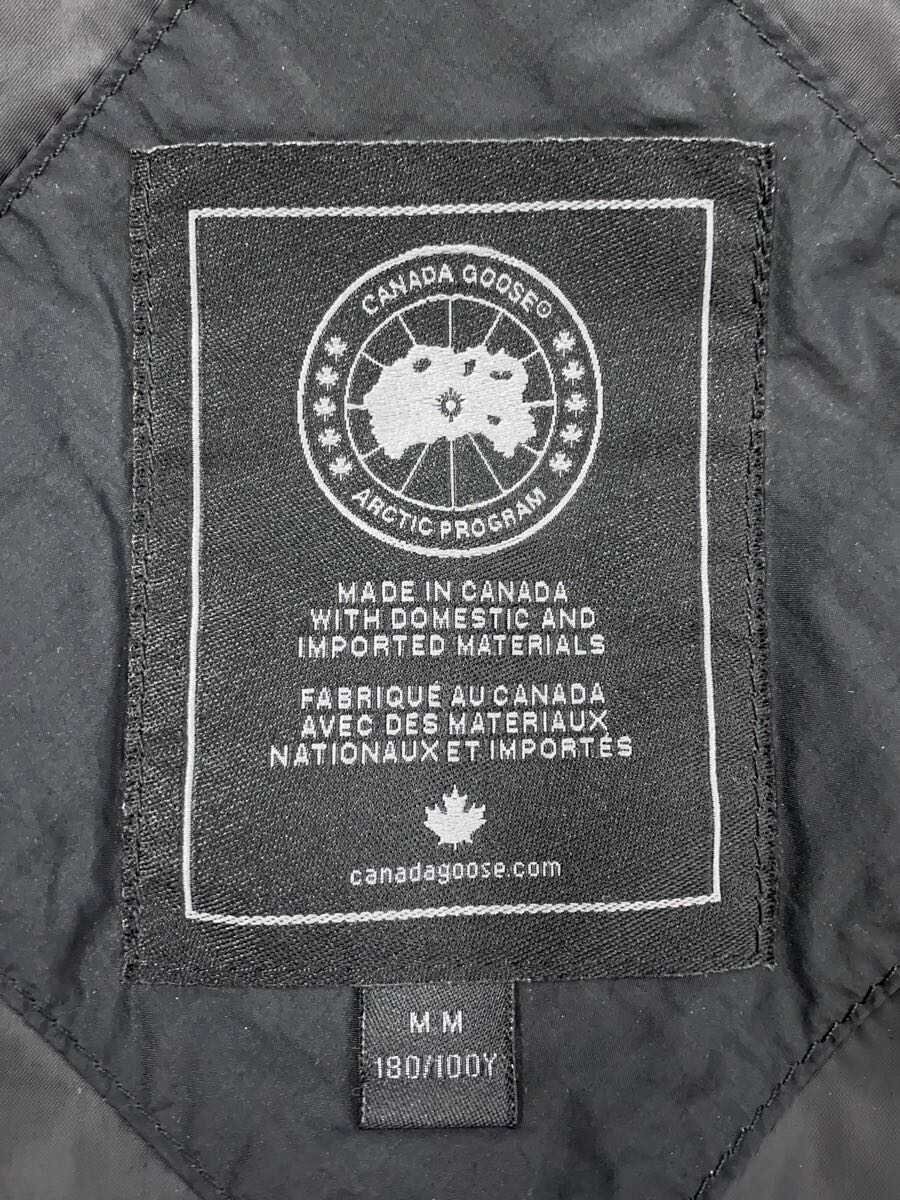 CANADA GOOSE®
ARCTIC PROGRAM
MADE IN CANADA
WITH DOMESTIC AND
IMPORTED MATERIALS
FABRIQUÉ AU CANADA
AVEC DES MATERIAUX
NATIONAUX ET IMPORTÉS
canadagoose.com
M M
180/100Y